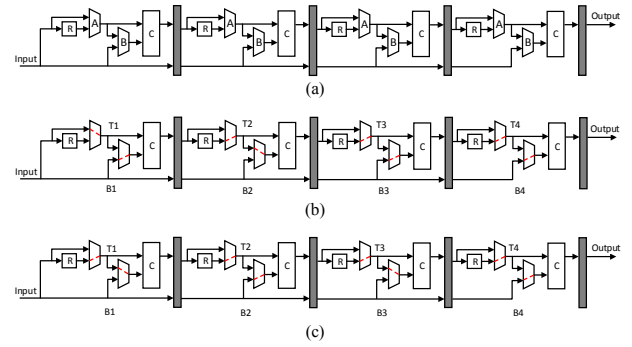 A A A A Output
R R R R
B C B C B C B C
Input
(a)
T1 T2 T3 T4 Output
R C R C R C R C
Input
B1 B2 B3 B4
(b)
T1 T2 T3 T4 Output
R C R C R C R C
Input
B1 B2 B3 B4
(c)